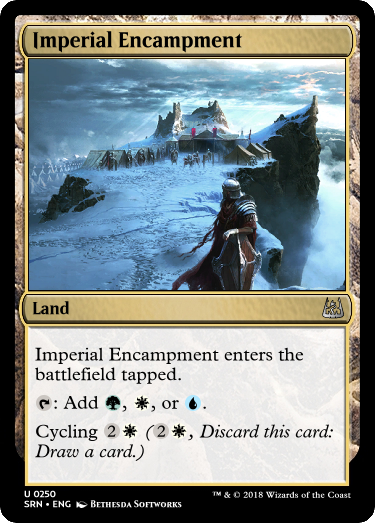 Imperial Encampment
Land
Imperial Encampment enters the
battlefield tapped.
: Add , , or .
Cycling 2 (2, Discard this card:
Draw a card.)
U 0250
SRN • ENG Bethesda Softworks
™ & © 2018 Wizards of the Coast